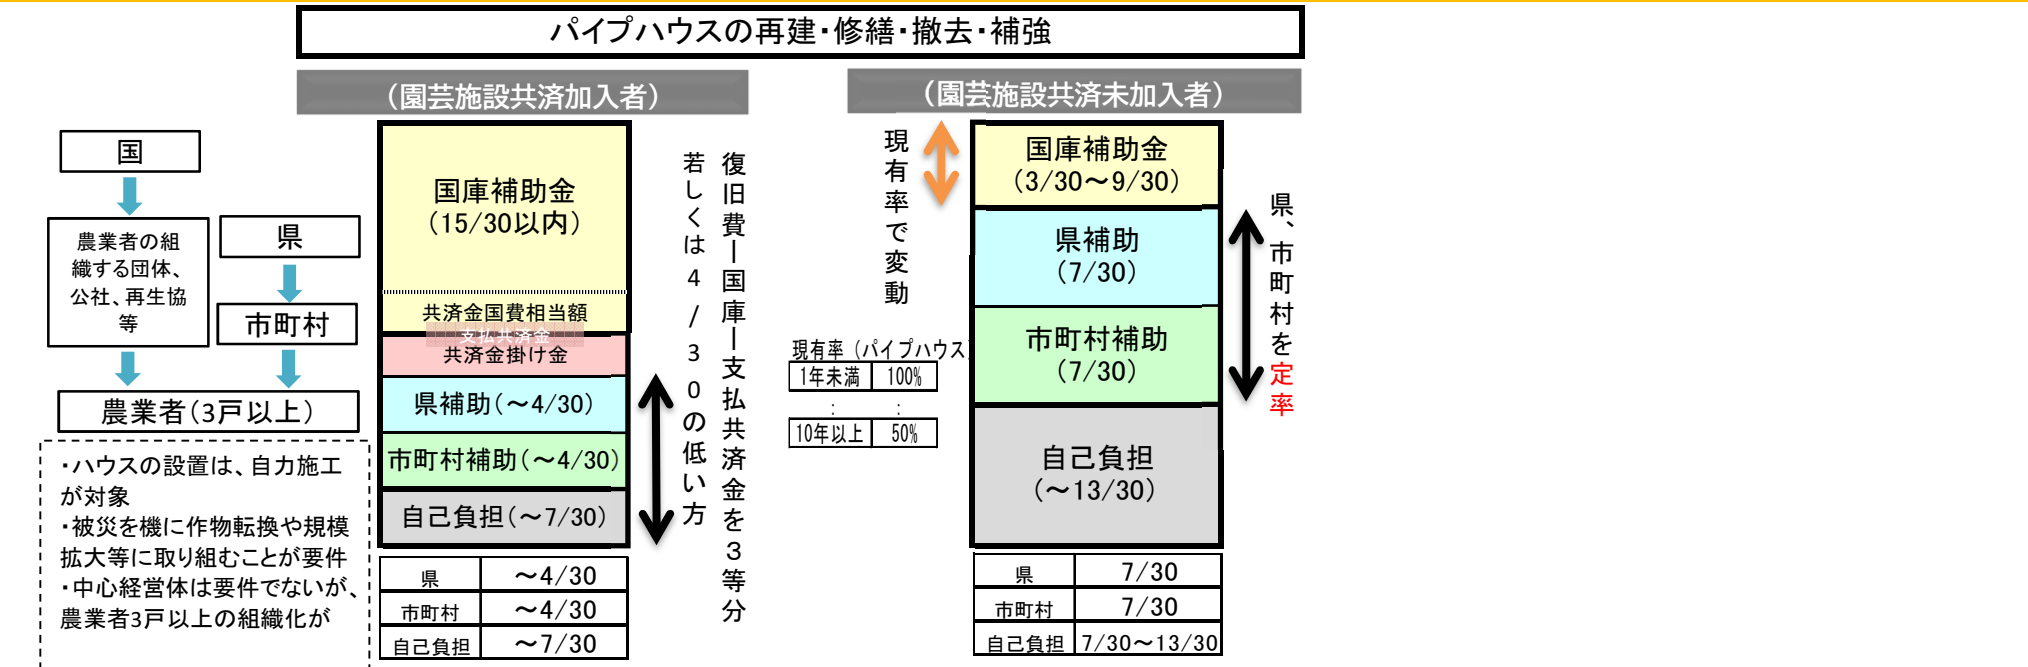 パイプハウスの再建・修繕・撤去・補強
（園芸施設共済加入者）
（園芸施設共済未加入者）
国
農業者の組
織する団体、
公社、再生協
等
県
市町村
農業者（3戸以上）
・ハウスの設置は、自力施工
が対象
・被災を機に作物転換や規模
拡大等に取り組むことが要件
・中心経営体は要件でないが、
農業者3戸以上の組織化が
国庫補助金
（15/30以内）
共済金国費相当額
支払共済金
共済金掛け金
県補助（～4/30）
市町村補助（～4/30）
自己負担（～7/30）
県 ～4/30
市町村 ～4/30
自己負担 ～7/30
復旧費ー国庫ー支払共済金を3等分
若しくは4/30の低い方
現有率で変動
現有率（パイプハウス）
1年未満 100%
： ：
10年以上 50%
国庫補助金
（3/30～9/30）
県補助
（7/30）
市町村補助
（7/30）
自己負担
（～13/30）
県、市町村を定率
県 7/30
市町村 7/30
自己負担 7/30～13/30